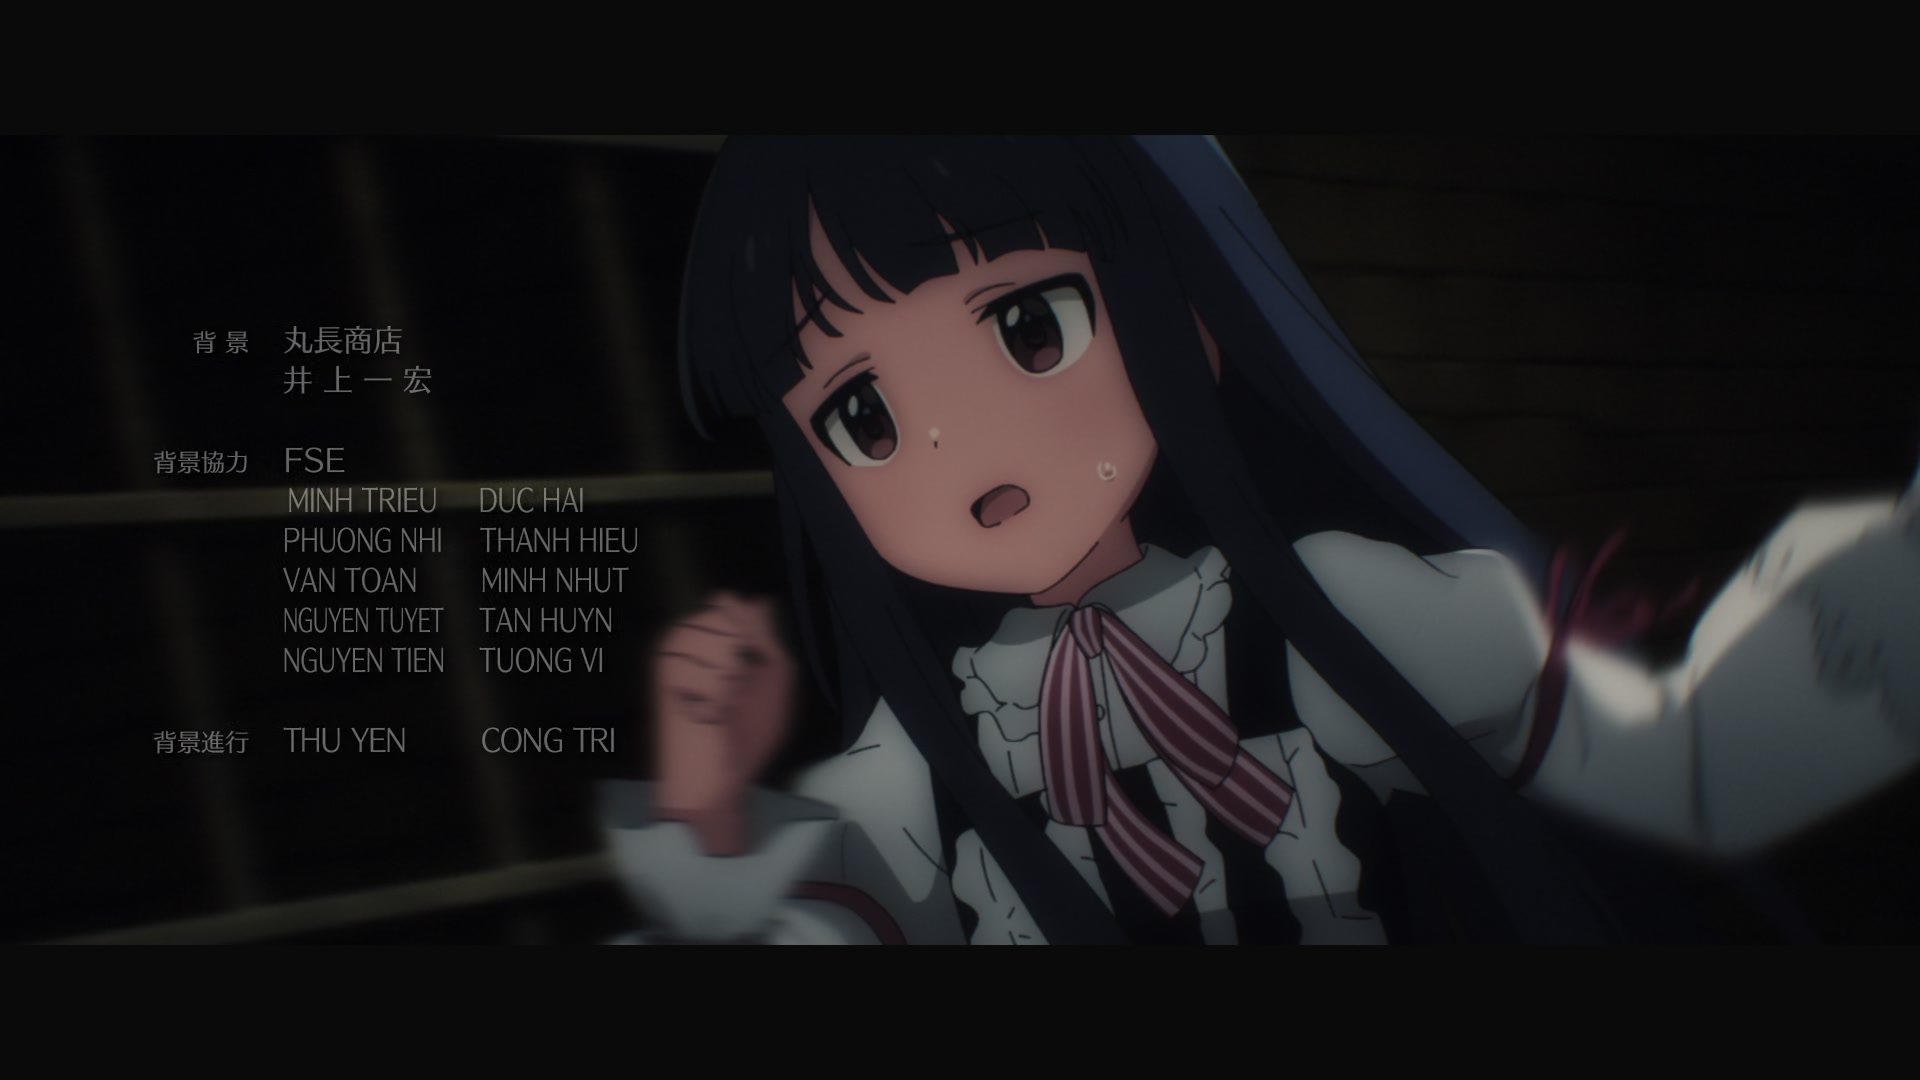 背景 丸長商店
井上一宏
背景協力 FSE
MINH TRIEU DUC HAI
PHUONG NHI THANH HIEU
VAN TOAN MINH NHUT
NGUYEN TUYET TAN HUYN
NGUYEN TIEN TUONG VI
背景進行 THU YEN CONG TRI